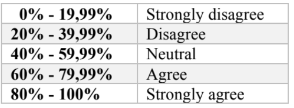 0% - 19,99% Strongly disagree
20% - 39,99% Disagree
40% - 59,99% Neutral
60% - 79,99% Agree
80% - 100% Strongly agree